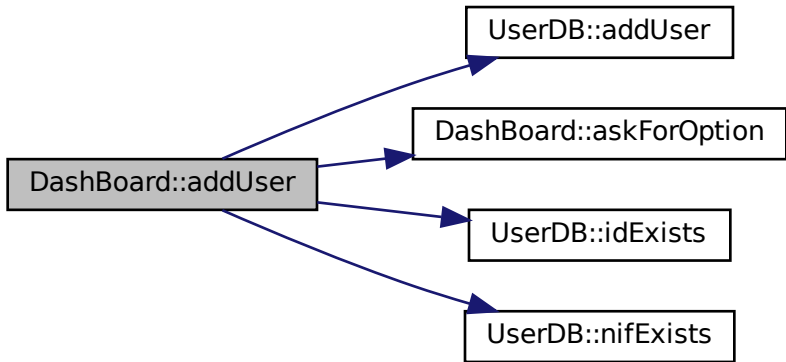 UserDB::addUser
DashBoard::askForOption
DashBoard::addUser
UserDB::idExists
UserDB::nifExists